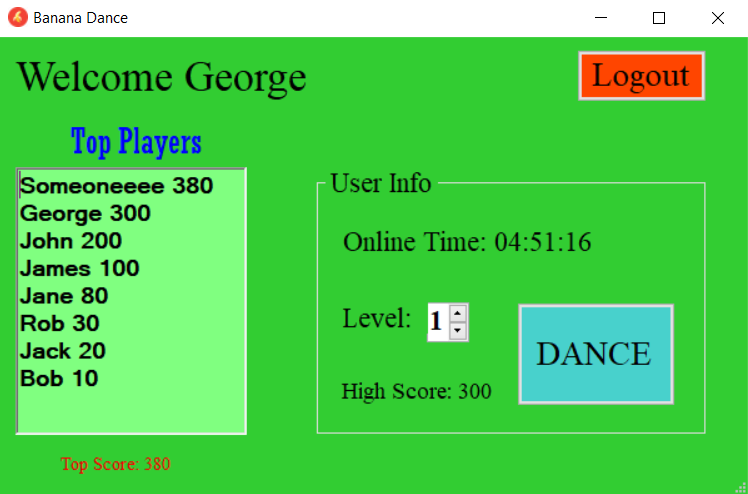 Banana Dance
Welcome George
Logout
Top Players
Someoneeee 380
George 300
John 200
James 100
Jane 80
Rob 30
Jack 20
Bob 10
Top Score: 380
User Info
Online Time: 04:51:16
Level: 1
DANCE
High Score: 300